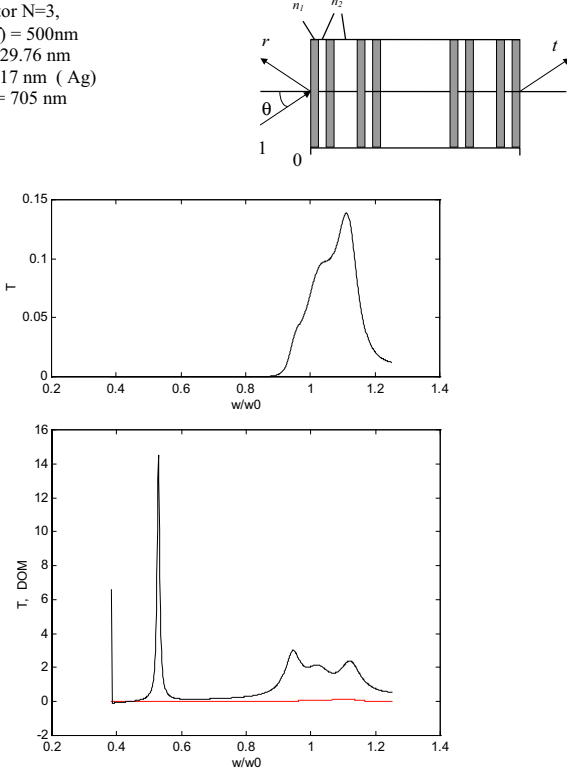 tor N=3,
) = 500nm
29.76 nm
17 nm ( Ag)
= 705 nm
n1 n2
r
t
θ
1
0
0.15
0.1
0.05
0
T
0.2 0.4 0.6 0.8 1 1.2 1.4
w/w0
16
14
12
10
8
6
4
2
0
-2
T, DOM
0.2 0.4 0.6 0.8 1 1.2 1.4
w/w0